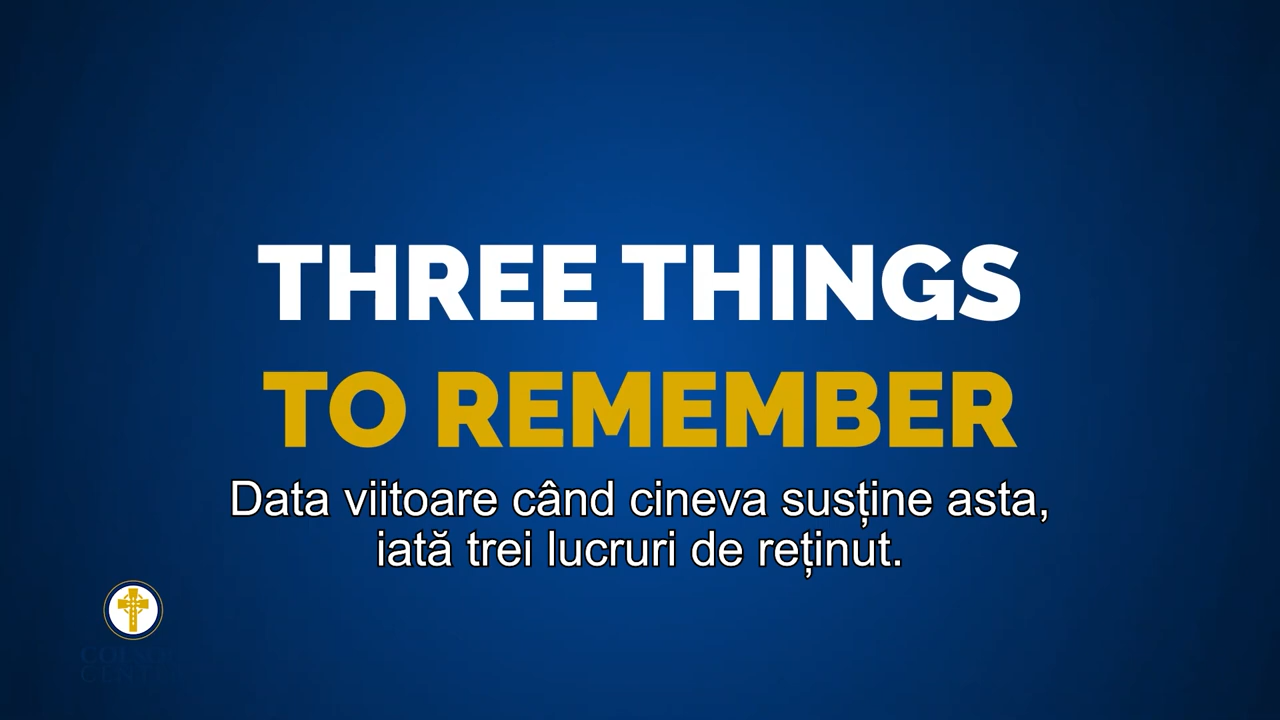 THREE THINGS
TO REMEMBER
Data viitoare când cineva susține asta,
iată trei lucruri de reținut.